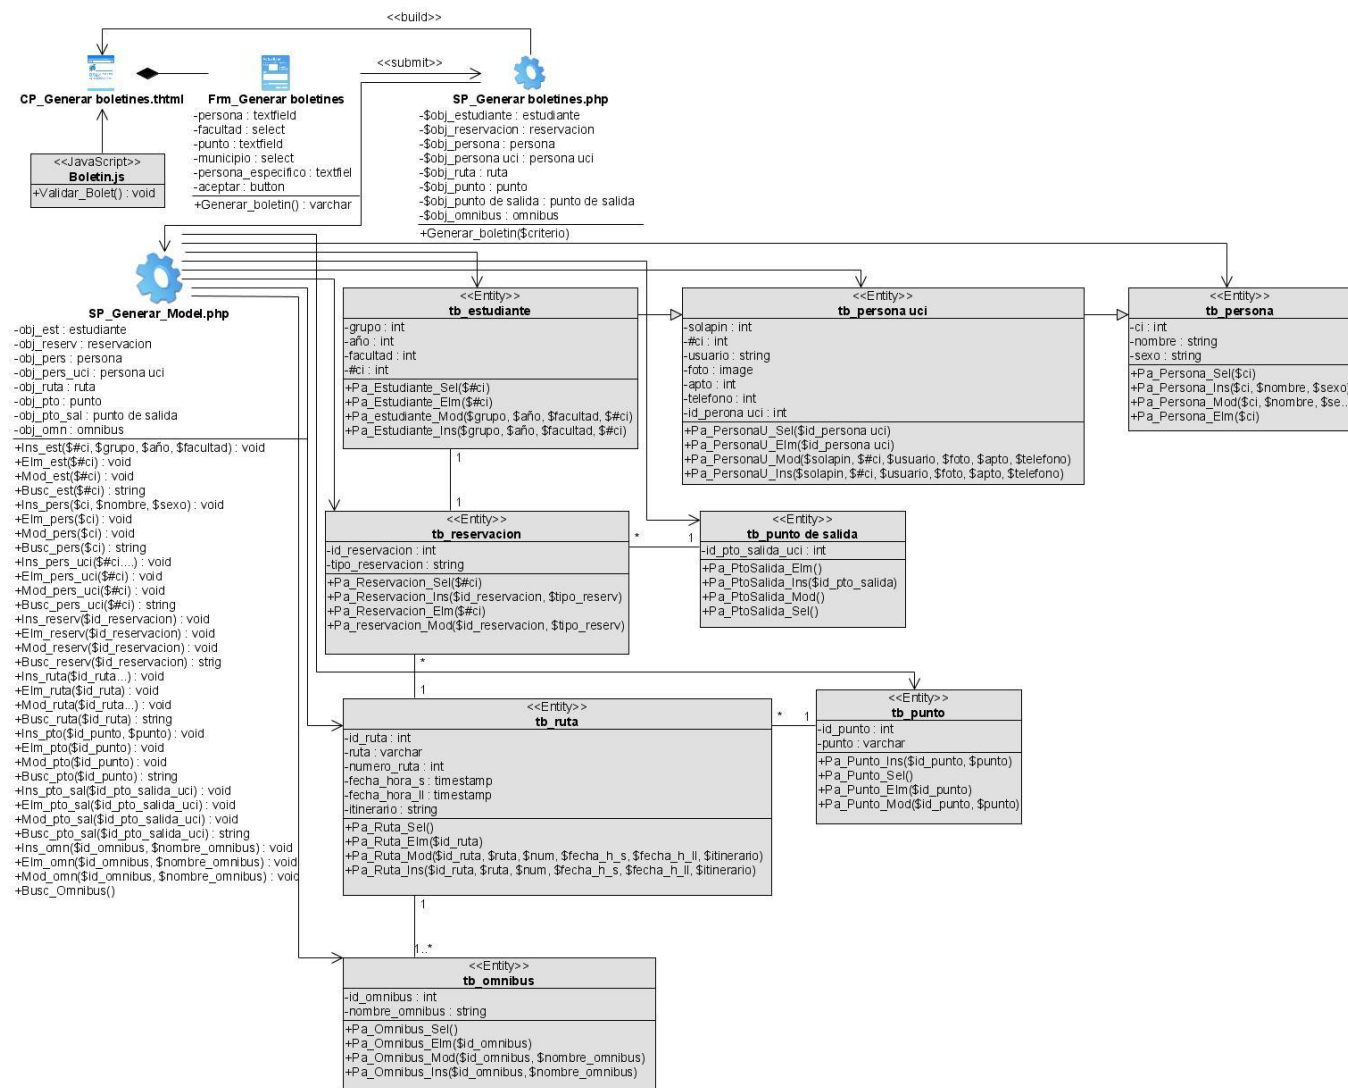 <<build>>
<<submit>>
CP_Generar boletines.thtml
Frm_Generar boletines
-persona : textfield
-facultad : select
-punto : textfield
-municipio : select
-persona_especifico : textfiel
-aceptar : button
+Generar_boletin() : varchar
SP_Generar boletines.php
-$obj_estudiante : estudiante
-$obj_reservacion : reservacion
-$obj_persona : persona
-$obj_persona uci : persona uci
-$obj_ruta : ruta
-$obj_punto : punto
-$obj_punto de salida : punto de salida
-$obj_omnibus : omnibus
+Generar_boletin($criterio)
<<JavaScript>>
Boletin.js
+Validar_Bolet() : void
SP_Generar_Model.php
-obj_est : estudiante
-obj_reserv : reservacion
-obj_pers : persona
-obj_pers_uci : persona uci
-obj_ruta : ruta
-obj_pto : punto
-obj_pto_sal : punto de salida
-obj_omn : omnibus
+Ins_est($#ci, $grupo, $año, $facultad) : void
+Elm_est($#ci) : void
+Mod_est($#ci) : void
+Busc_est($#ci) : string
+Ins_pers($ci, $nombre, $sexo) : void
+Elm_pers($ci) : void
+Mod_pers($ci) : void
+Busc_pers($ci) : string
+Ins_pers_uci($#ci....) : void
+Elm_pers_uci($#ci) : void
+Mod_pers_uci($#ci) : void
+Busc_pers_uci($#ci) : string
+Ins_reserv($id_reservacion) : void
+Elm_reserv($id_reservacion) : void
+Mod_reserv($id_reservacion) : void
+Busc_reserv($id_reservacion) : strig
+Ins_ruta($id_ruta...) : void
+Elm_ruta($id_ruta) : void
+Mod_ruta($id_ruta...) : void
+Busc_ruta($id_ruta) : string
+Ins_pto($id_punto, $punto) : void
+Elm_pto($id_punto) : void
+Mod_pto($id_punto) : void
+Busc_pto($id_punto) : string
+Ins_pto_sal($id_pto_salida_uci) : void
+Elm_pto_sal($id_pto_salida_uci) : void
+Mod_pto_sal($id_pto_salida_uci) : void
+Busc_pto_sal($id_pto_salida_uci) : string
+Ins_omn($id_omnibus, $nombre_omnibus) : void
+Elm_omn($id_omnibus, $nombre_omnibus) : void
+Mod_omn($id_omnibus, $nombre_omnibus) : void
+Busc_Omnibus()
<<Entity>>
tb_estudiante
-grupo : int
-año : int
-facultad : int
-#ci : int
+Pa_Estudiante_Sel($#ci)
+Pa_Estudiante_Elm($#ci)
+Pa_estudiante_Mod($grupo, $año, $facultad, $#ci)
+Pa_Estudiante_Ins($grupo, $año, $facultad, $#ci)
<<Entity>>
tb_persona uci
-solapin : int
-#ci : int
-usuario : string
-foto : image
-apto : int
-telefono : int
-id_perona uci : int
+Pa_PersonaU_Sel($id_persona uci)
+Pa_PersonaU_Elm($id_persona uci)
+Pa_PersonaU_Mod($solapin, $#ci, $usuario, $foto, $apto, $telefono)
+Pa_PersonaU_Ins($solapin, $#ci, $usuario, $foto, $apto, $telefono)
<<Entity>>
tb_persona
-ci : int
-nombre : string
-sexo : string
+Pa_Persona_Sel($ci)
+Pa_Persona_Ins($ci, $nombre, $sexo)
+Pa_Persona_Mod($ci, $nombre, $se...
+Pa_Persona_Elm($ci)
1
1
<<Entity>>
tb_reservacion
-id_reservacion : int
-tipo_reservacion : string
+Pa_Reservacion_Sel($#ci)
+Pa_Reservacion_Ins($id_reservacion, $tipo_reserv)
+Pa_Reservacion_Elm($#ci)
+Pa_reservacion_Mod($id_reservacion, $tipo_reserv)
* 1
<<Entity>>
tb_punto de salida
-id_pto_salida_uci : int
+Pa_PtoSalida_Elm()
+Pa_PtoSalida_Ins($id_pto_salida)
+Pa_PtoSalida_Mod()
+Pa_PtoSalida_Sel()
*
1
<<Entity>>
tb_ruta
-id_ruta : int
-ruta : varchar
-numero_ruta : int
-fecha_hora_s : timestamp
-fecha_hora_ll : timestamp
-itinerario : string
+Pa_Ruta_Sel()
+Pa_Ruta_Elm($id_ruta)
+Pa_Ruta_Mod($id_ruta, $ruta, $num, $fecha_h_s, $fecha_h_ll, $itinerario)
+Pa_Ruta_Ins($id_ruta, $ruta, $num, $fecha_h_s, $fecha_h_ll, $itinerario)
* 1
<<Entity>>
tb_punto
-id_punto : int
-punto : varchar
+Pa_Punto_Ins($id_punto, $punto)
+Pa_Punto_Sel()
+Pa_Punto_Elm($id_punto)
+Pa_Punto_Mod($id_punto, $punto)
1
1..*
<<Entity>>
tb_omnibus
-id_omnibus : int
-nombre_omnibus : string
+Pa_Omnibus_Sel()
+Pa_Omnibus_Elm($id_omnibus)
+Pa_Omnibus_Mod($id_omnibus, $nombre_omnibus)
+Pa_Omnibus_Ins($id_omnibus, $nombre_omnibus)